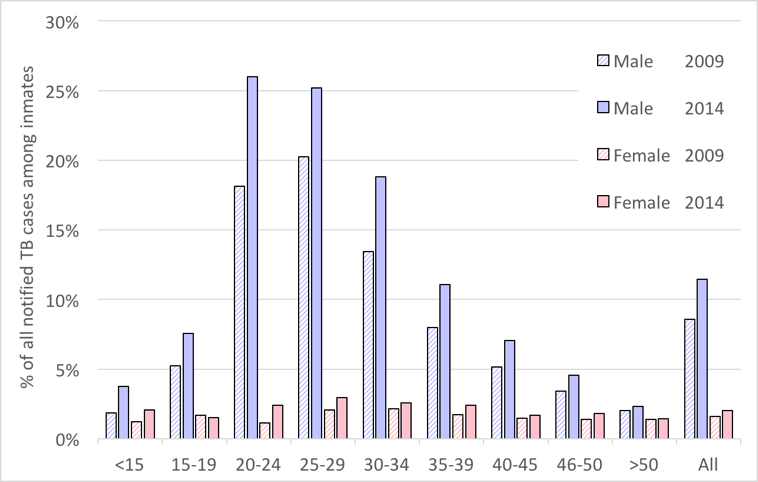 % of all notified TB cases among inmates
30%
25%
20%
15%
10%
5%
0%
Male 2009
Male 2014
Female 2009
Female 2014
<15 15-19 20-24 25-29 30-34 35-39 40-45 46-50 >50 All